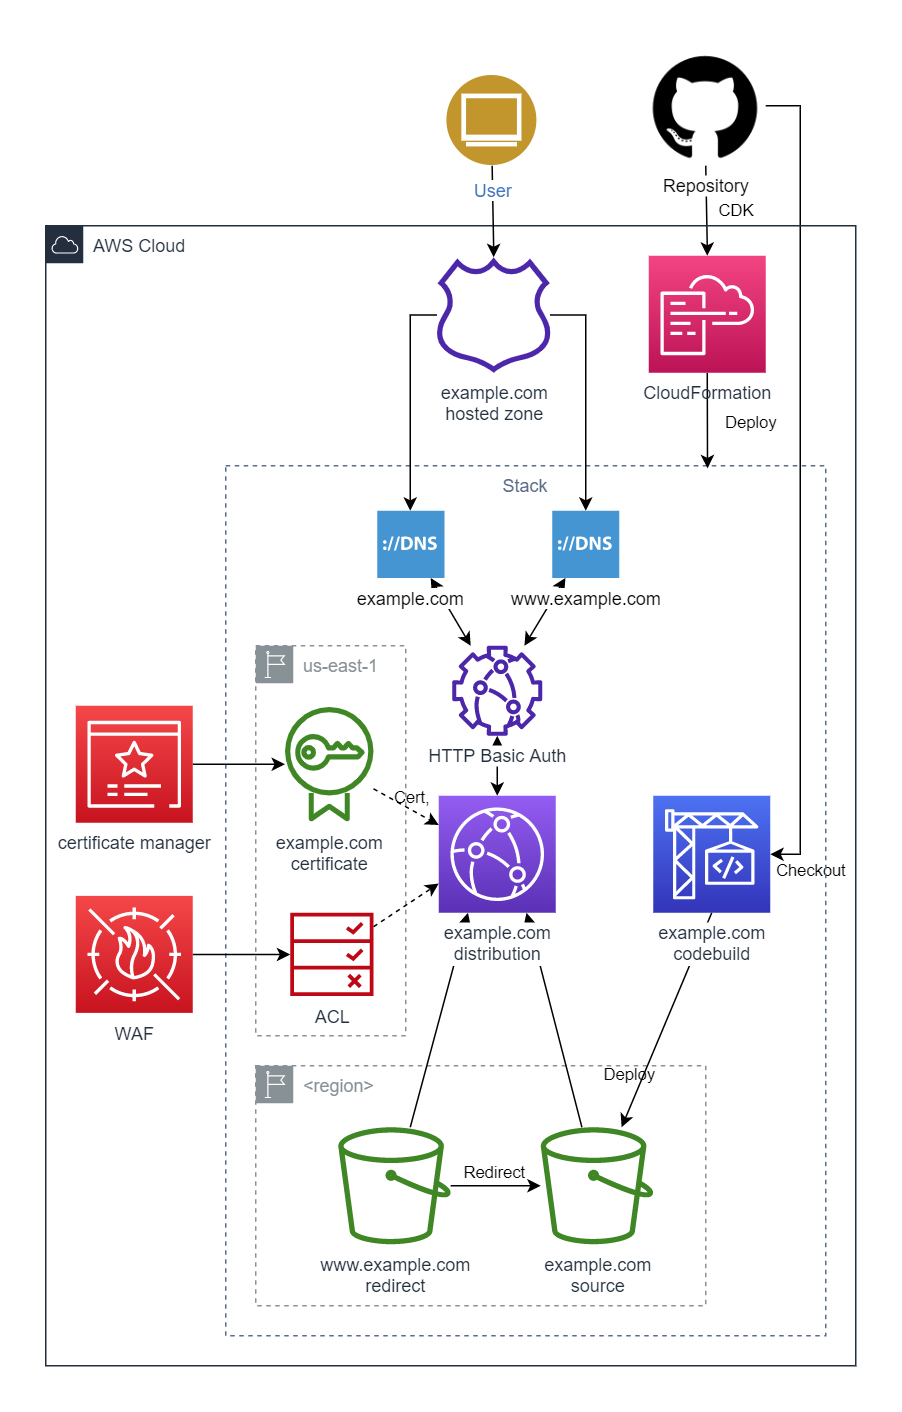 User
Repository
CDK
AWS Cloud
example.com
hosted zone
CloudFormation
Deploy
Stack
://DNS
://DNS
example.com
www.example.com
us-east-1
HTTP Basic Auth
Cert,
certificate manager
example.com
certificate
example.com
distribution
example.com
codebuild
Checkout
WAF
ACL
<region>
Deploy
Redirect
www.example.com
redirect
example.com
source